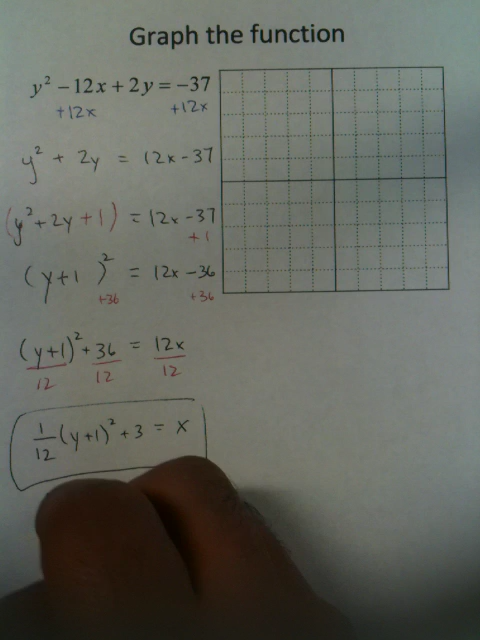 Graph the function
y² − 12x + 2y = −37
+12x +12x
y² + 2y = 12x - 37
(y² + 2y + 1) = 12x - 37
+1
(y+1)² = 12x - 36
+36 +36
(y+1)² + 36 = 12x
12 12 12
1/12 (y+1)² + 3 = x